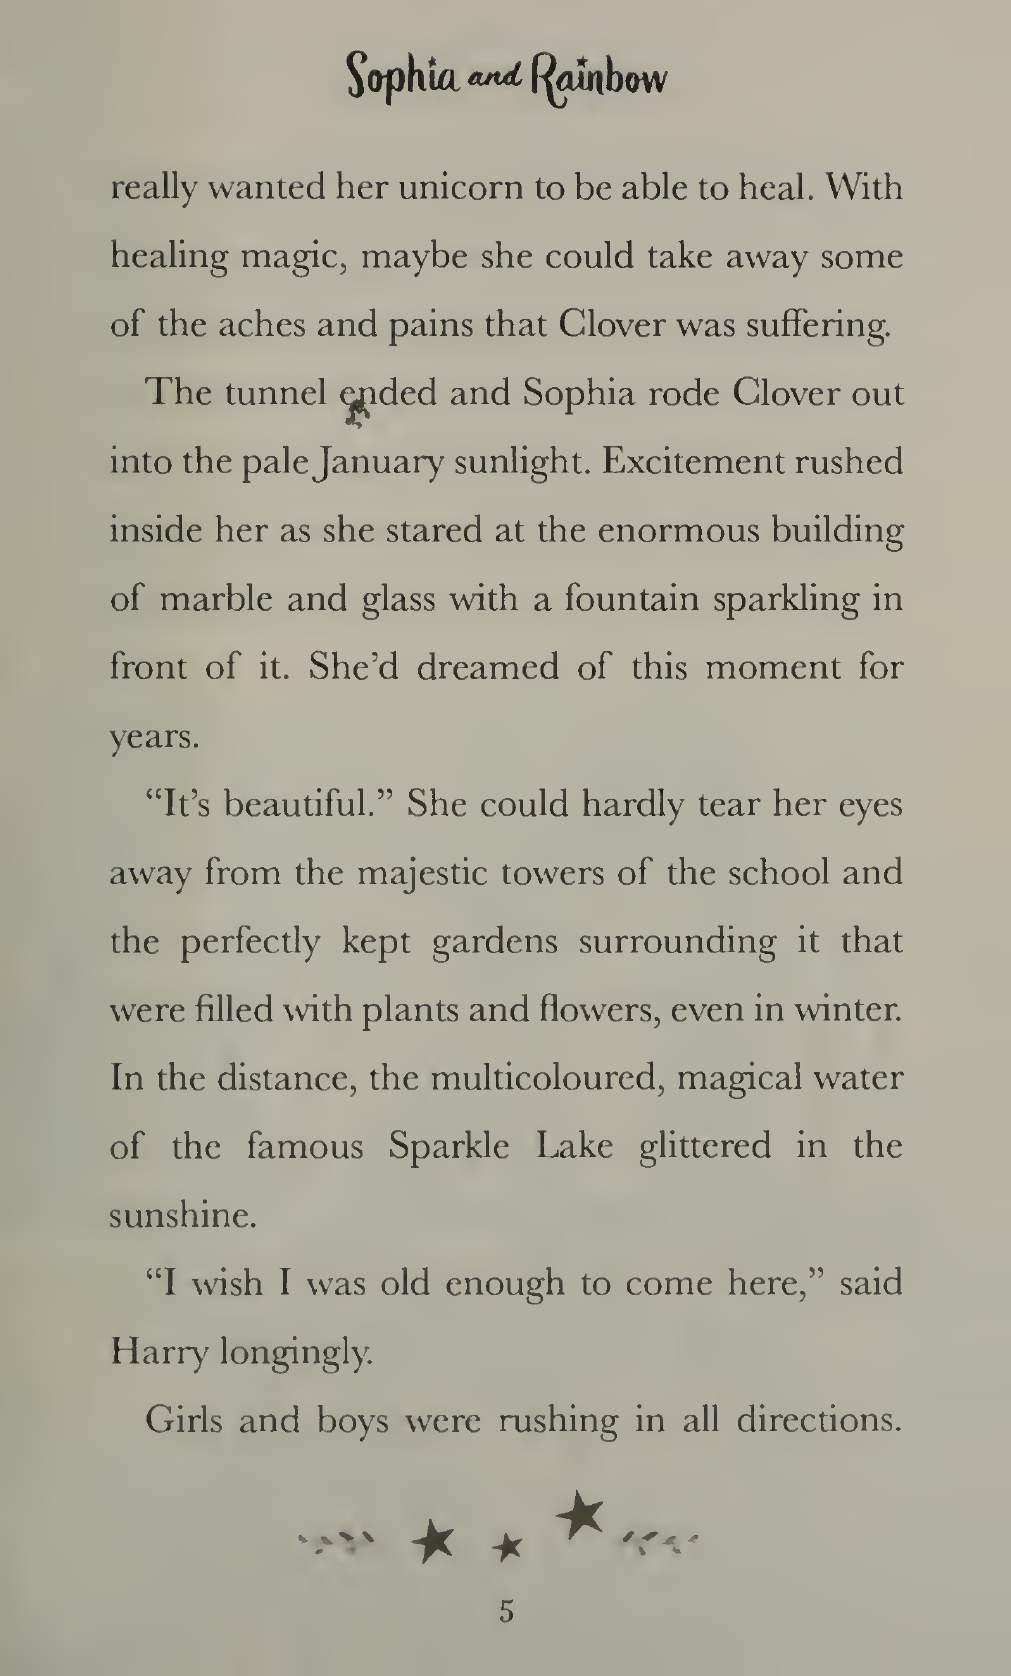 Sophia and Rainbow
really wanted her unicorn to be able to heal. With
healing magic, maybe she could take away some
of the aches and pains that Clover was suffering.
The tunnel ended and Sophia rode Clover out
into the pale January sunlight. Excitement rushed
inside her as she stared at the enormous building
of marble and glass with a fountain sparkling in
front of it. She’d dreamed of this moment for
years.
“It’s beautiful.” She could hardly tear her eyes
away from the majestic towers of the school and
the perfectly kept gardens surrounding it that
were filled with plants and flowers, even in winter.
In the distance, the multicoloured, magical water
of the famous Sparkle Lake glittered in the
sunshine.
“I wish I was old enough to come here,” said
Harry longingly.
Girls and boys were rushing in all directions.
5